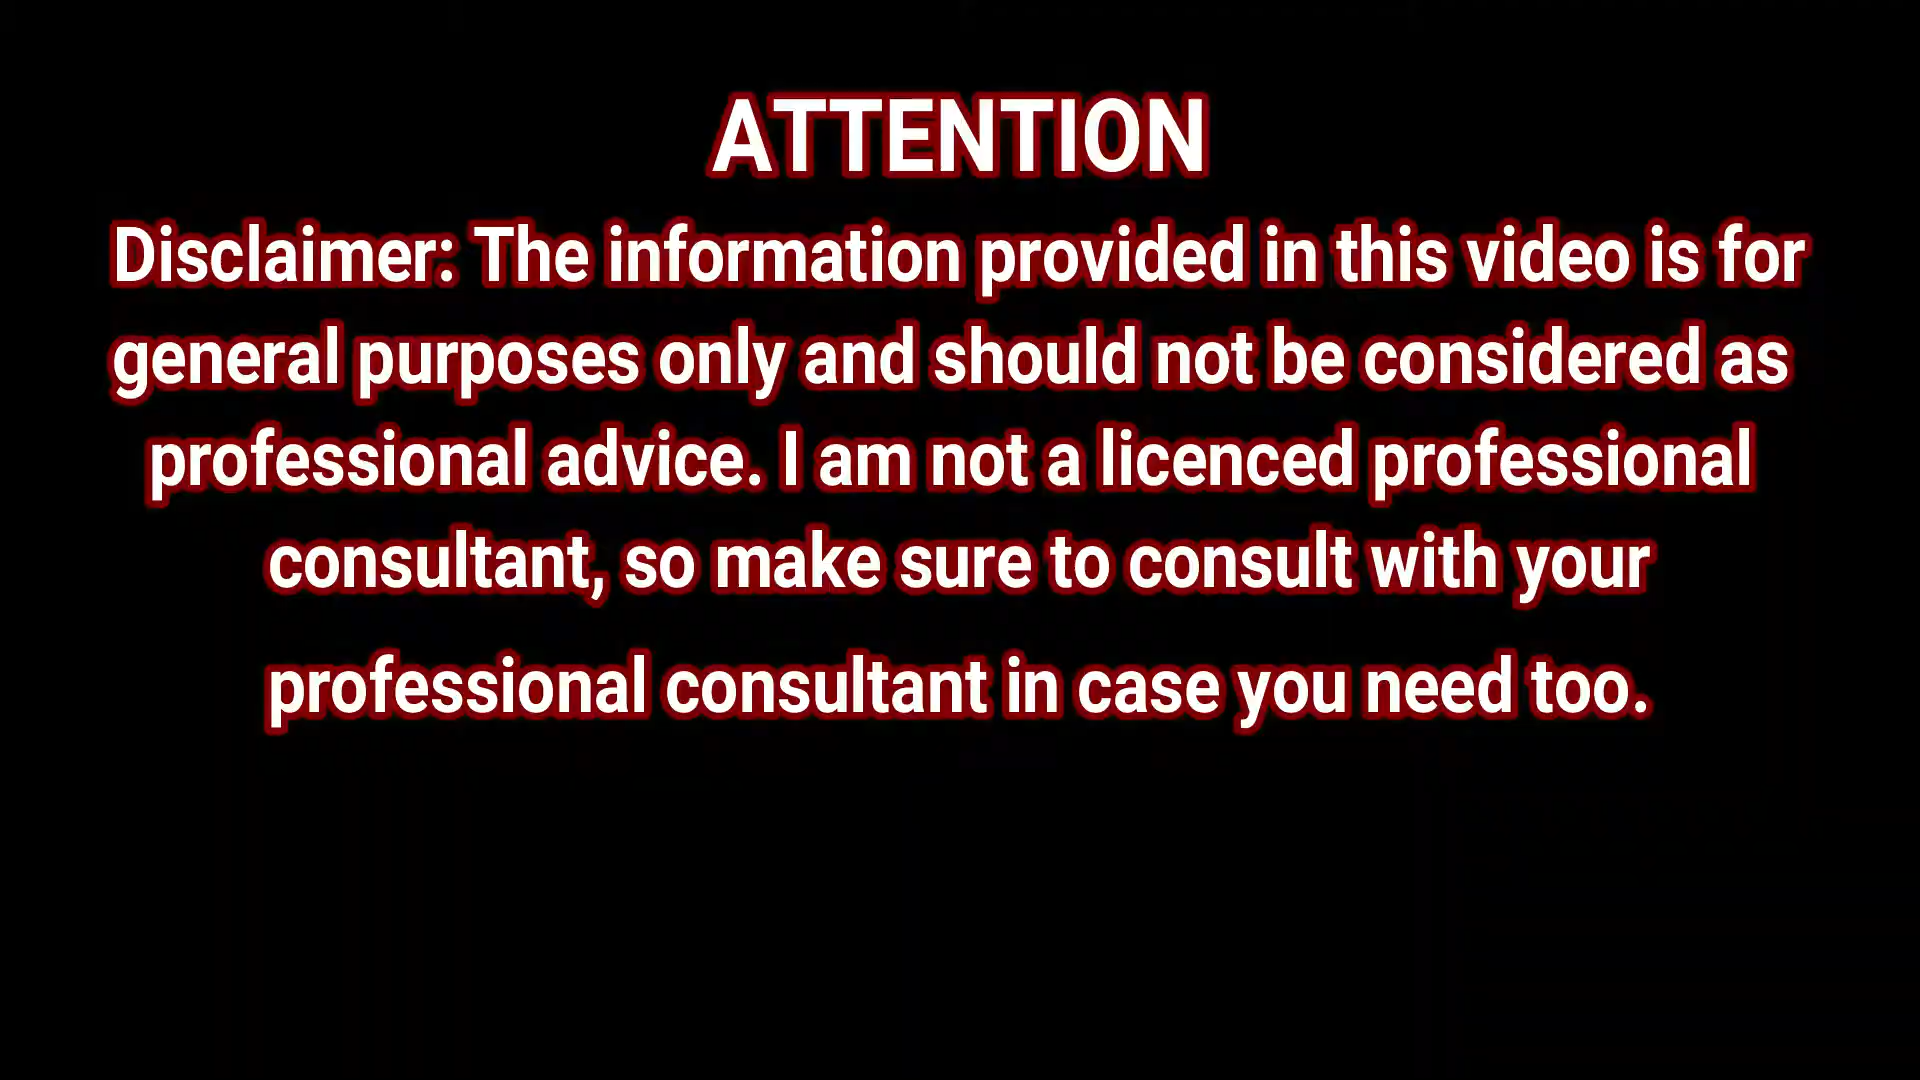 ATTENTION
Disclaimer: The information provided in this video is for
general purposes only and should not be considered as
professional advice. I am not a licenced professional
consultant, so make sure to consult with your
professional consultant in case you need too.